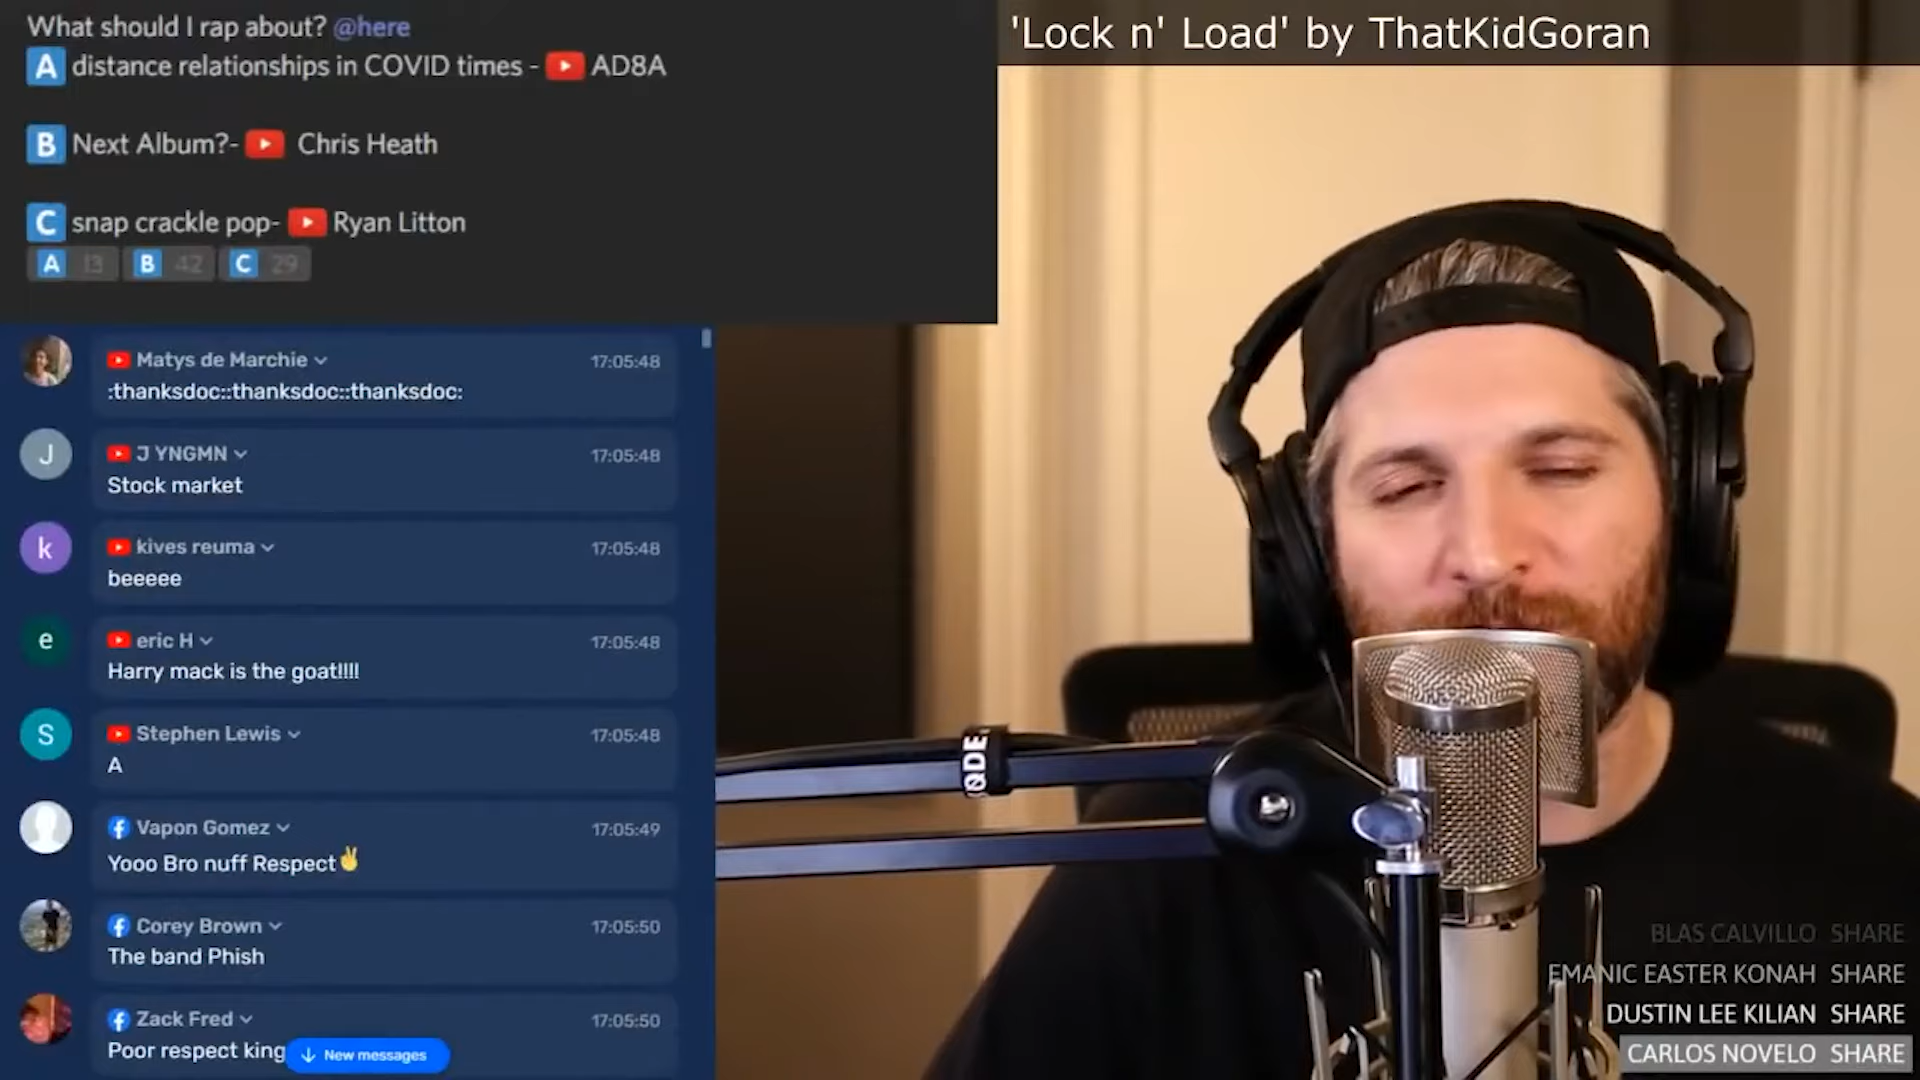 What should I rap about? @here
A distance relationships in COVID times - AD8A
B Next Album?- Chris Heath
C snap crackle pop- Ryan Litton
A 13 B 42 C 29
'Lock n' Load' by ThatKidGoran
Matys de Marchie 17:05:48
:thanksdoc::thanksdoc::thanksdoc:
J J YNGMN 17:05:48
Stock market
k kives reuma 17:05:48
beeeee
e eric H 17:05:48
Harry mack is the goat!!!!
S Stephen Lewis 17:05:48
A
Vapon Gomez 17:05:49
Yooo Bro nuff Respect✌
Corey Brown 17:05:50
The band Phish
Zack Fred 17:05:50
Poor respect king
New messages
BLAS CALVILLO SHARE
EMANIC EASTER KONAH SHARE
DUSTIN LEE KILIAN SHARE
CARLOS NOVELO SHARE